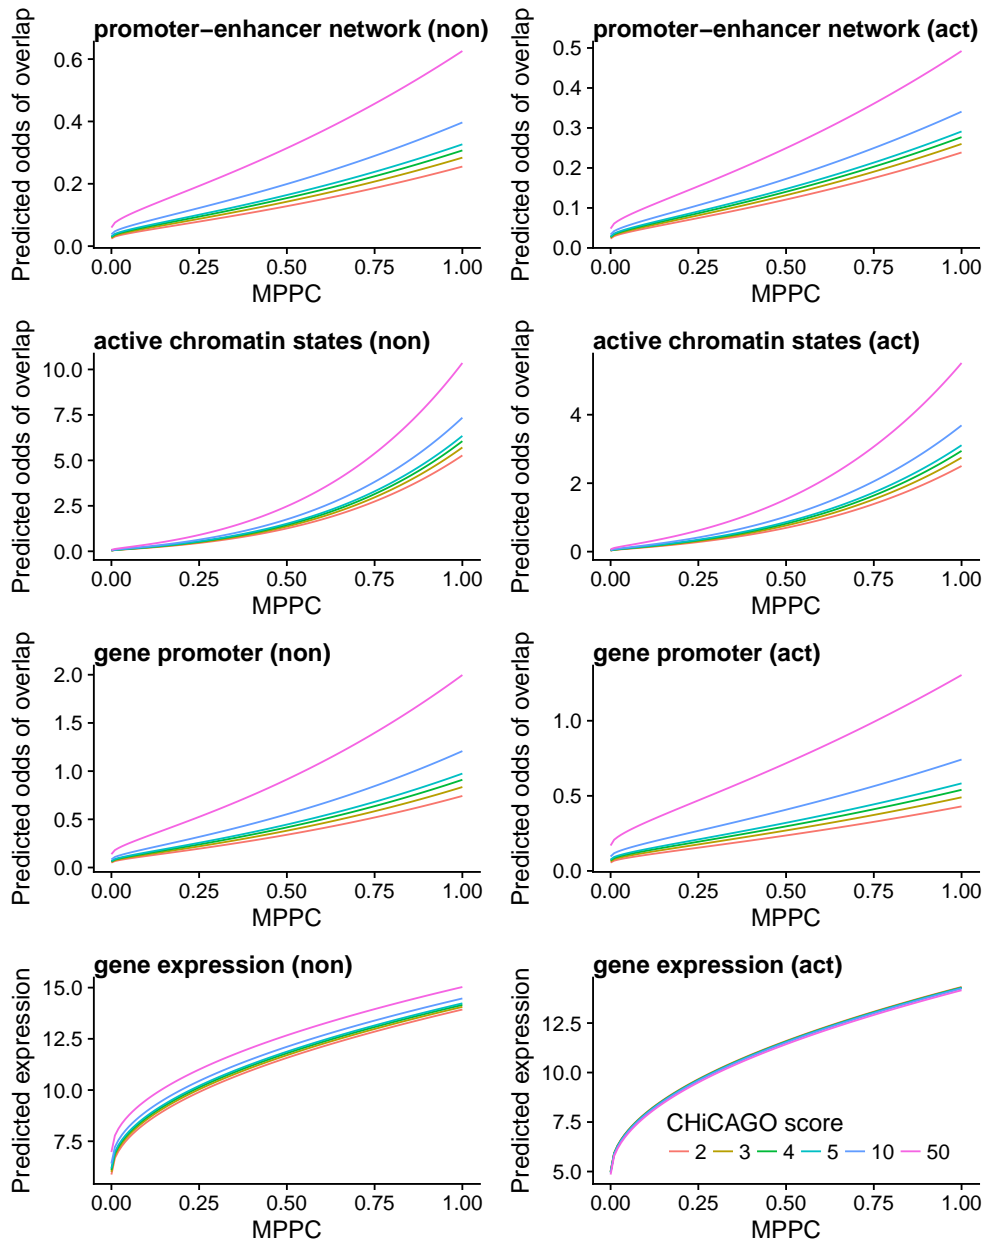 promoter−enhancer network (non)
Predicted odds of overlap
0.6
0.4
0.2
0.0
0.00 0.25 0.50 0.75 1.00
MPPC
promoter−enhancer network (act)
Predicted odds of overlap
0.5
0.4
0.3
0.2
0.1
0.0
0.00 0.25 0.50 0.75 1.00
MPPC
active chromatin states (non)
Predicted odds of overlap
10.0
7.5
5.0
2.5
0.0
0.00 0.25 0.50 0.75 1.00
MPPC
active chromatin states (act)
Predicted odds of overlap
4
2
0
0.00 0.25 0.50 0.75 1.00
MPPC
gene promoter (non)
Predicted odds of overlap
2.0
1.5
1.0
0.5
0.0
0.00 0.25 0.50 0.75 1.00
MPPC
gene promoter (act)
Predicted odds of overlap
1.0
0.5
0.0
0.00 0.25 0.50 0.75 1.00
MPPC
gene expression (non)
Predicted expression
15.0
12.5
10.0
7.5
0.00 0.25 0.50 0.75 1.00
MPPC
gene expression (act)
Predicted expression
12.5
10.0
7.5
5.0
CHiCAGO score
2 3 4 5 10 50
0.00 0.25 0.50 0.75 1.00
MPPC